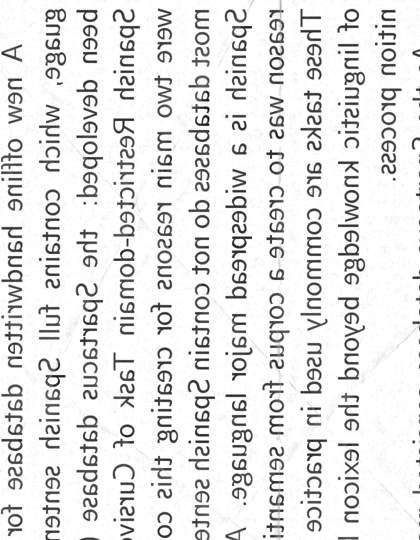 A new offline handwritten database for
guage, which contains full Spanish senten
been developed: the Spartacus database (
Spanish Restricted-domain Task of Cursiv
were two main reasons for creating this co
most databases do not contain Spanish sente
Spanish is a widespread major language. A
reason was to create a corpus from semanti
These tasks are commonly used in practice
of linguistic knowledge beyond the lexicon l
nition process.